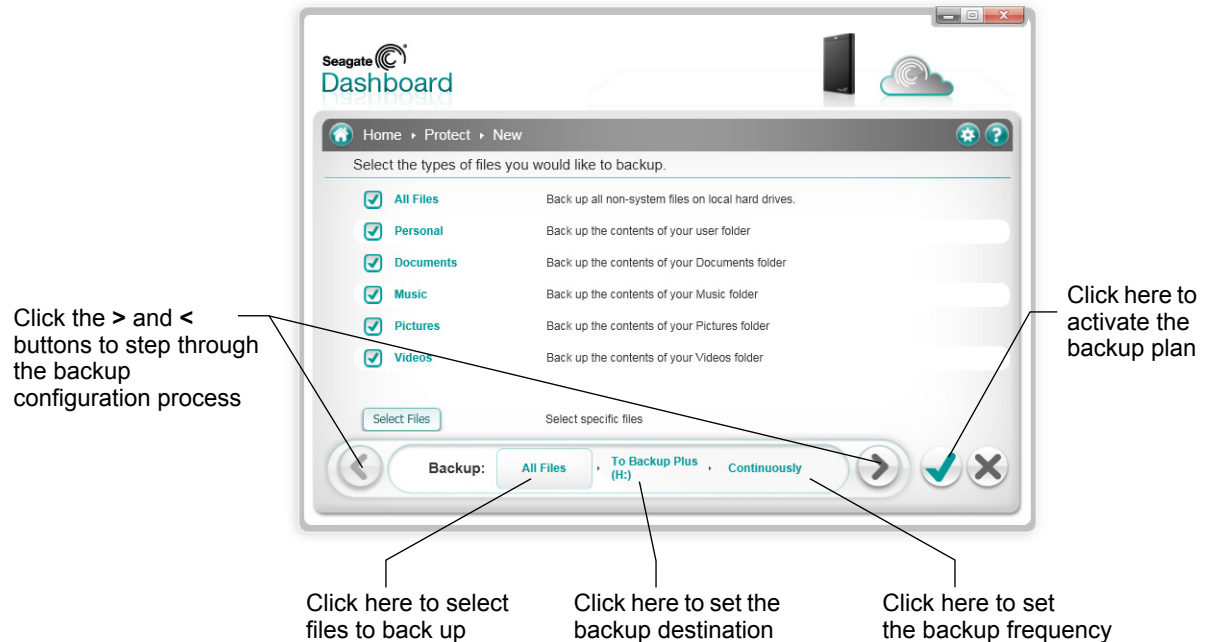 Seagate
Dashboard
Home ▸ Protect ▸ New
?
Select the types of files you would like to backup.
All Files Back up all non-system files on local hard drives.
Personal Back up the contents of your user folder
Documents Back up the contents of your Documents folder
Music Back up the contents of your Music folder
Pictures Back up the contents of your Pictures folder
Videos Back up the contents of your Videos folder
Select Files Select specific files
Backup: All Files ▸ To Backup Plus (H:) ▸ Continuously
Click the > and <
buttons to step through
the backup
configuration process
Click here to
activate the
backup plan
Click here to select
files to back up
Click here to set the
backup destination
Click here to set
the backup frequency